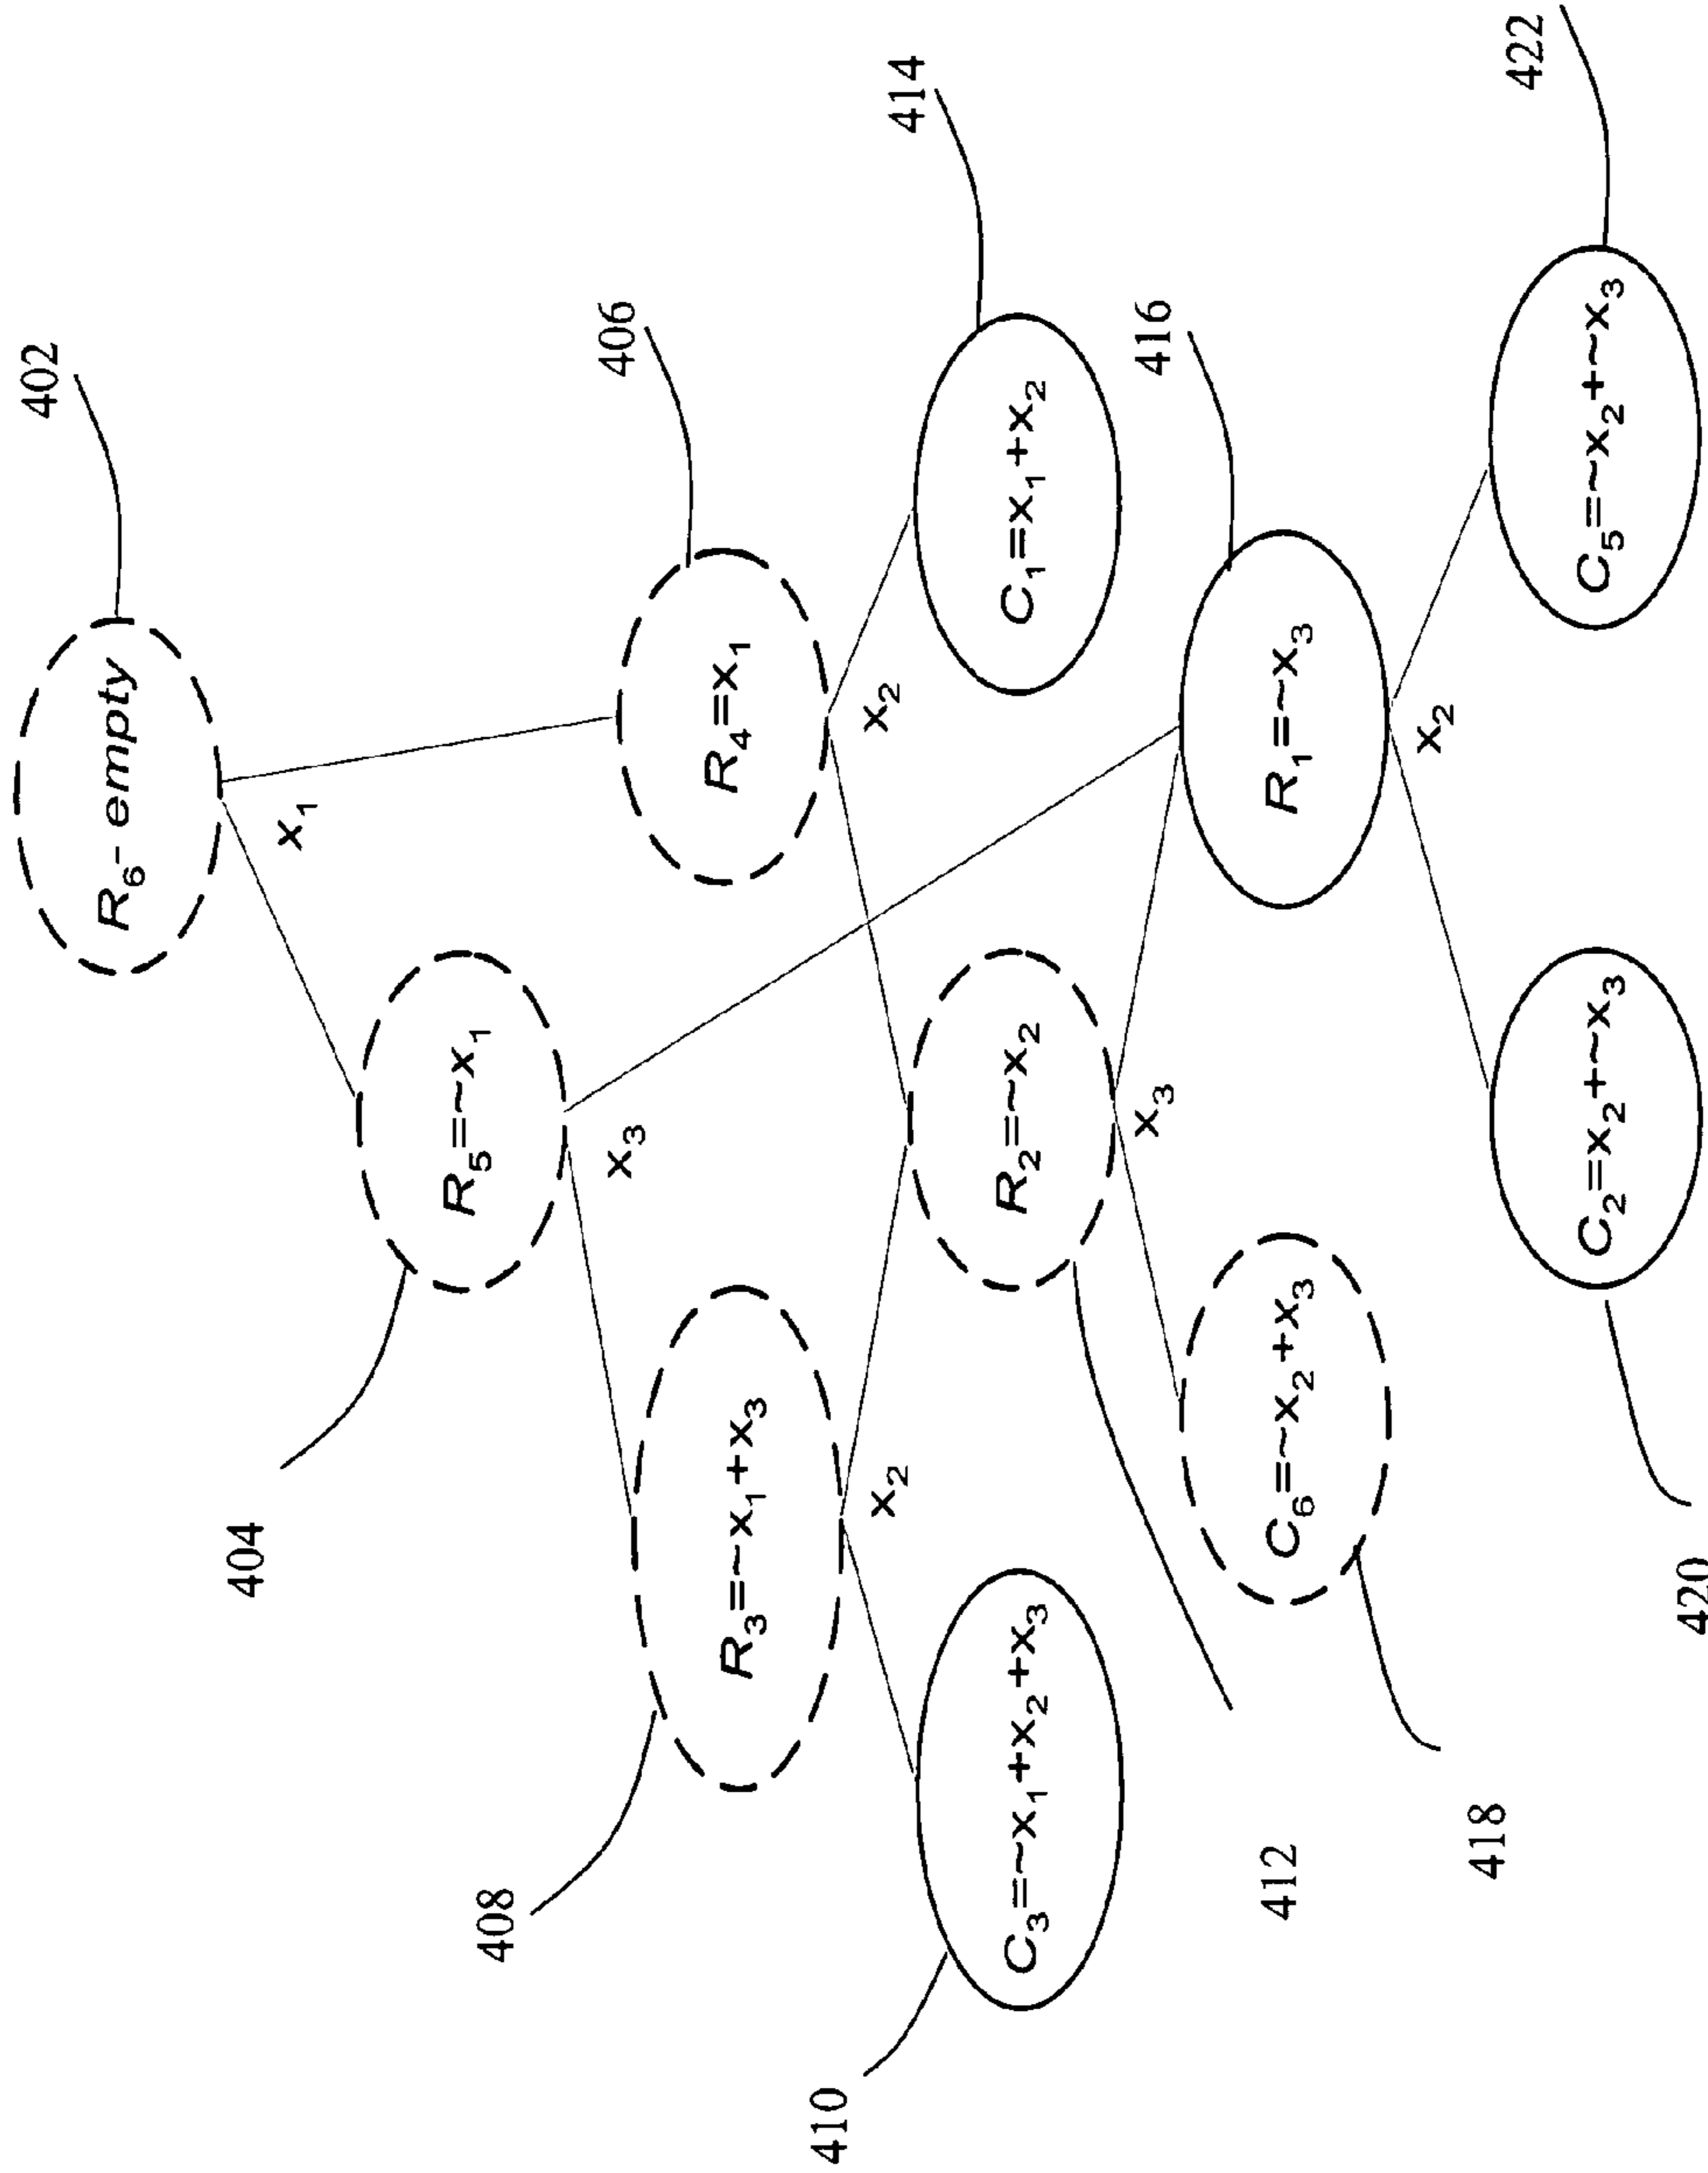 402
R6- empty
x1
404
R5=~x1
x3
406
R4=x1
x2
408
R3=~x1+x3
x2
410
C3=~x1+x2+x3
412
R2=~x2
x3
414
C1=x1+x2
416
R1=~x3
x2
418
C6=~x2+x3
420
C2=x2+~x3
422
C5=~x2+~x3